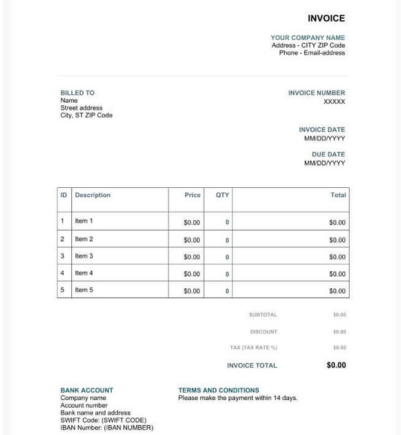 INVOICE
YOUR COMPANY NAME
Address - CITY ZIP Code
Phone - Email-address
BILLED TO
Name
Street address
City, ST ZIP Code
INVOICE NUMBER
XXXXX
INVOICE DATE
MM/DD/YYYY
DUE DATE
MM/DD/YYYY
ID Description Price QTY Total
1 Item 1 $0.00 0 $0.00
2 Item 2 $0.00 0 $0.00
3 Item 3 $0.00 0 $0.00
4 Item 4 $0.00 0 $0.00
5 Item 5 $0.00 0 $0.00
SUBTOTAL $0.00
DISCOUNT $0.00
TAX (TAX RATE %) $0.00
INVOICE TOTAL $0.00
BANK ACCOUNT
Company name
Account number
Bank name and address
SWIFT Code: (SWIFT CODE)
IBAN Number: (IBAN NUMBER)
TERMS AND CONDITIONS
Please make the payment within 14 days.